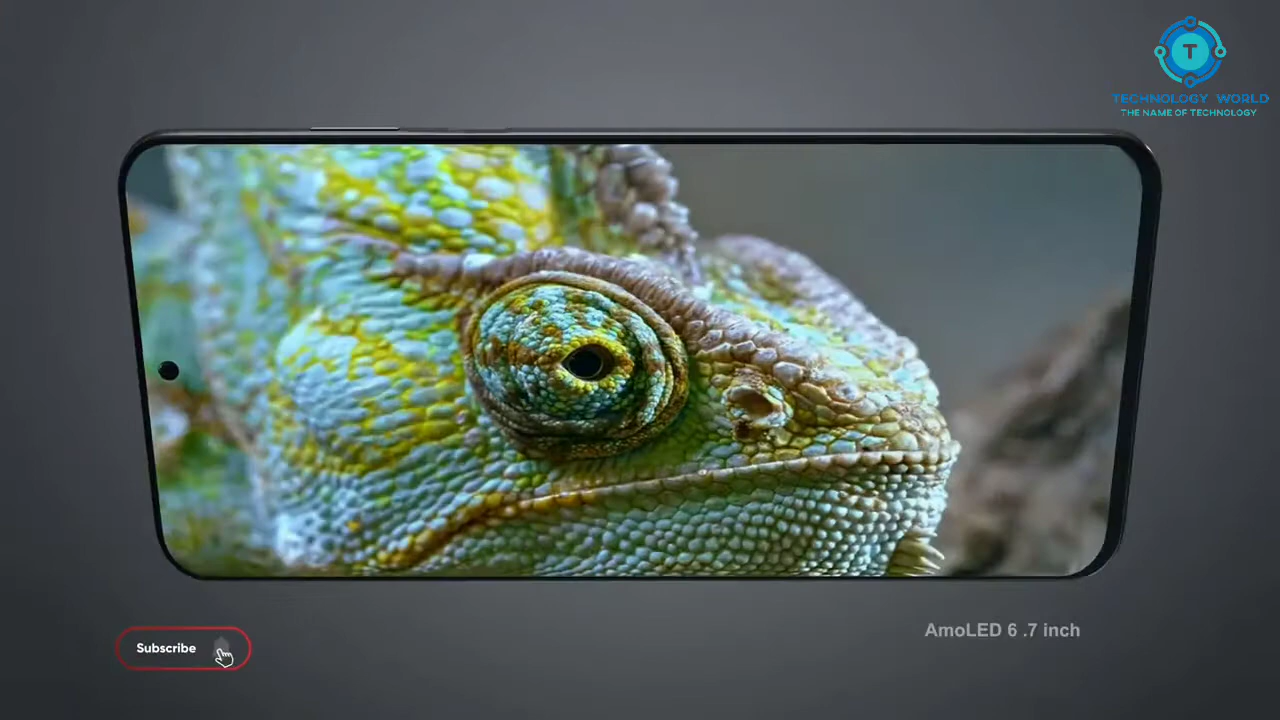 T
TECHNOLOGY WORLD
THE NAME OF TECHNOLOGY
AmoLED 6 .7 inch
Subscribe